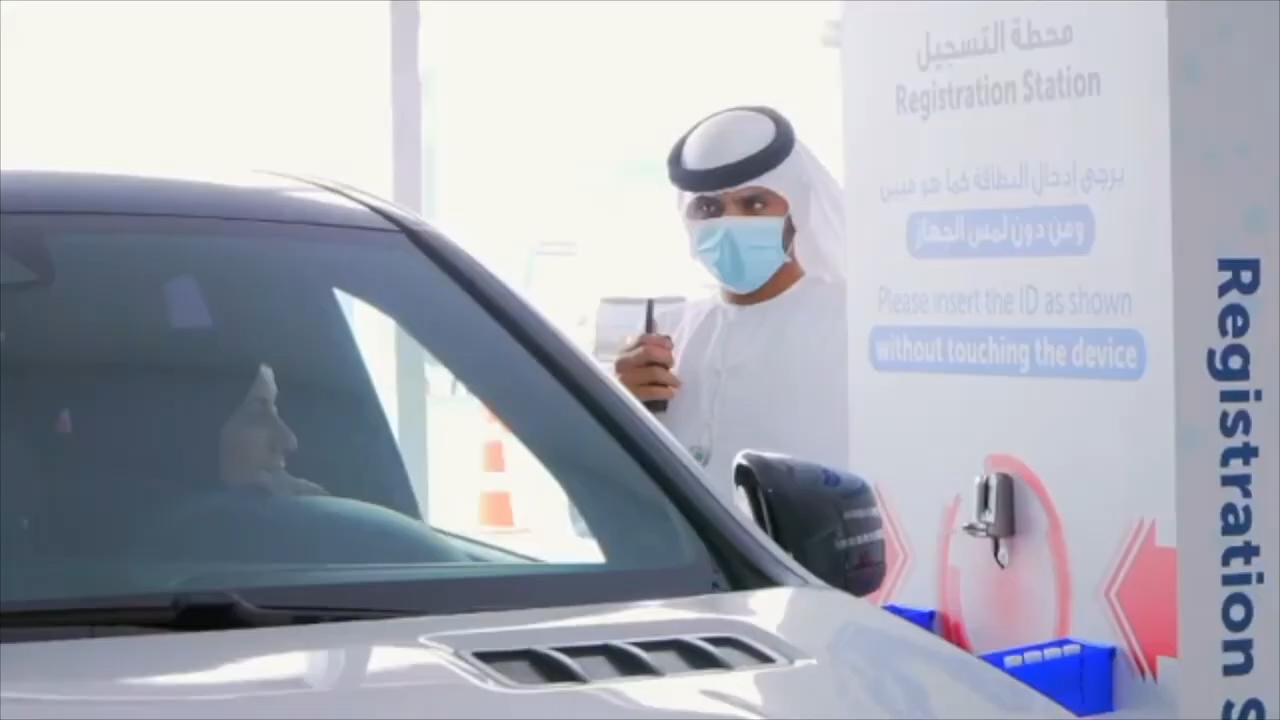 محطة التسجيل
Registration Station
يرجى إدخال البطاقة كما هو مبين
ومن دون لمس الجهاز
Please insert the ID as shown
without touching the device
Registration S